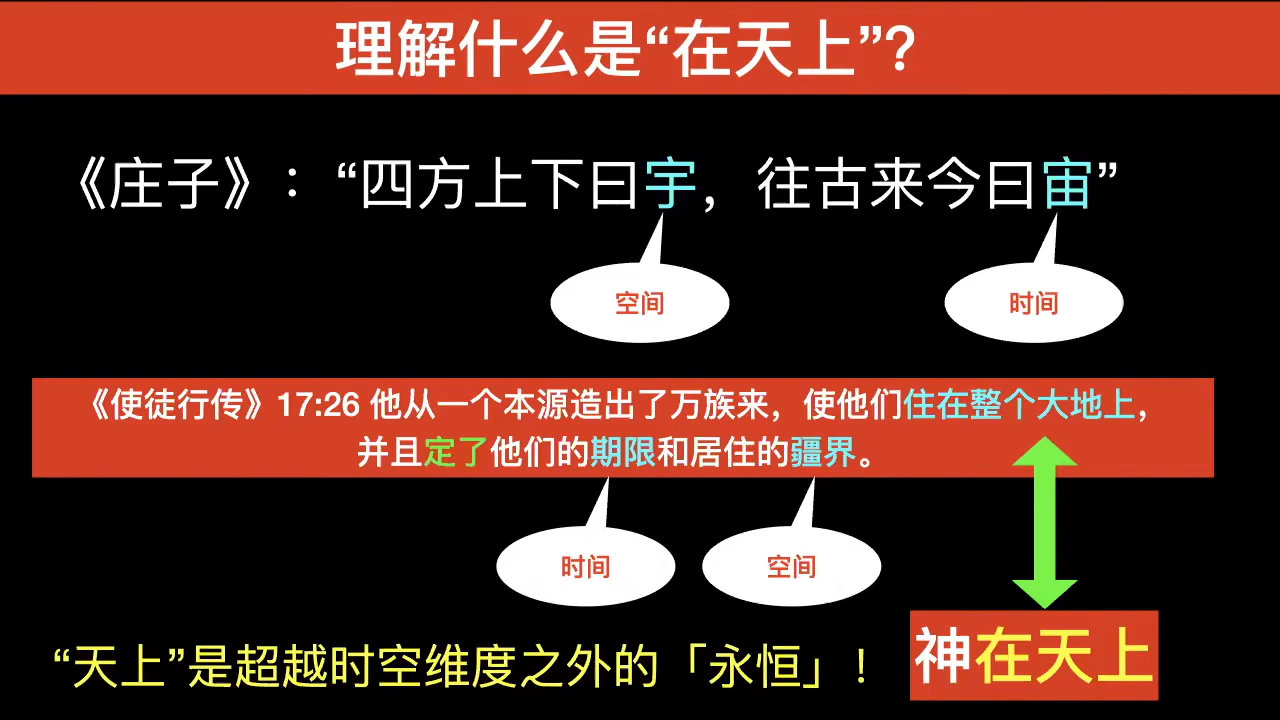 理解什么是“在天上”？
《庄子》：“四方上下曰宇，往古来今曰宙”
空间
时间
《使徒行传》17:26 他从一个本源造出了万族来，使他们住在整个大地上，
并且定了他们的期限和居住的疆界。
时间
空间
“天上”是超越时空维度之外的「永恒」！
神在天上